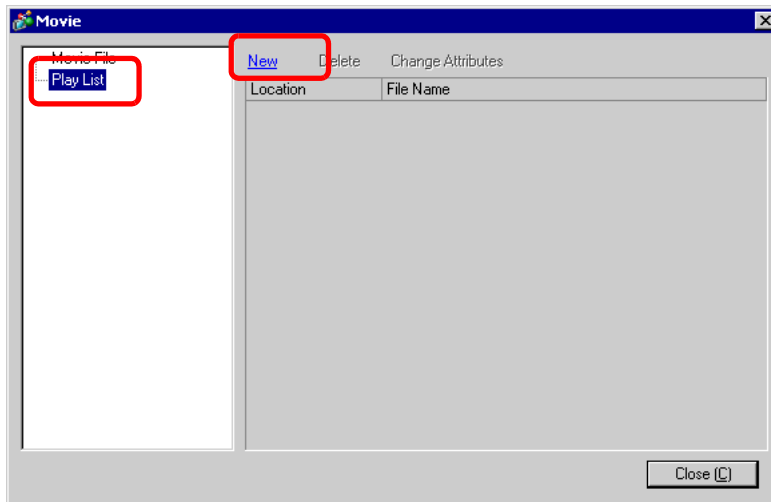 Movie
Movie File
Play List
New Delete Change Attributes
Location File Name
Close (C)